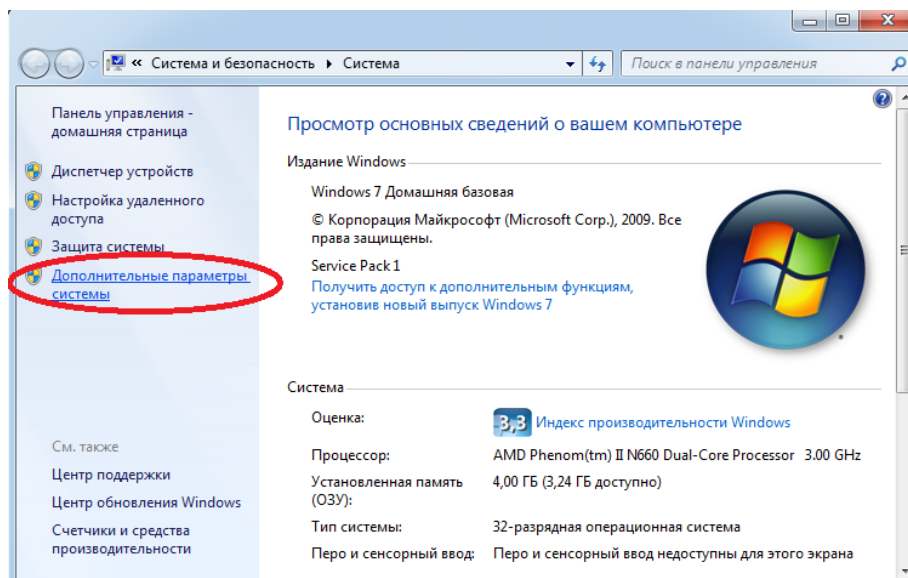 « Система и безопасность ▸ Система
Поиск в панели управления
Панель управления -
домашняя страница
Диспетчер устройств
Настройка удаленного
доступа
Защита системы
Дополнительные параметры
системы
См. также
Центр поддержки
Центр обновления Windows
Счетчики и средства
производительности
Просмотр основных сведений о вашем компьютере
Издание Windows
Windows 7 Домашняя базовая
© Корпорация Майкрософт (Microsoft Corp.), 2009. Все
права защищены.
Service Pack 1
Получить доступ к дополнительным функциям,
установив новый выпуск Windows 7
Система
Оценка: 3,3 Индекс производительности Windows
Процессор: AMD Phenom(tm) II N660 Dual-Core Processor 3.00 GHz
Установленная память 4,00 ГБ (3,24 ГБ доступно)
(ОЗУ):
Тип системы: 32-разрядная операционная система
Перо и сенсорный ввод: Перо и сенсорный ввод недоступны для этого экрана